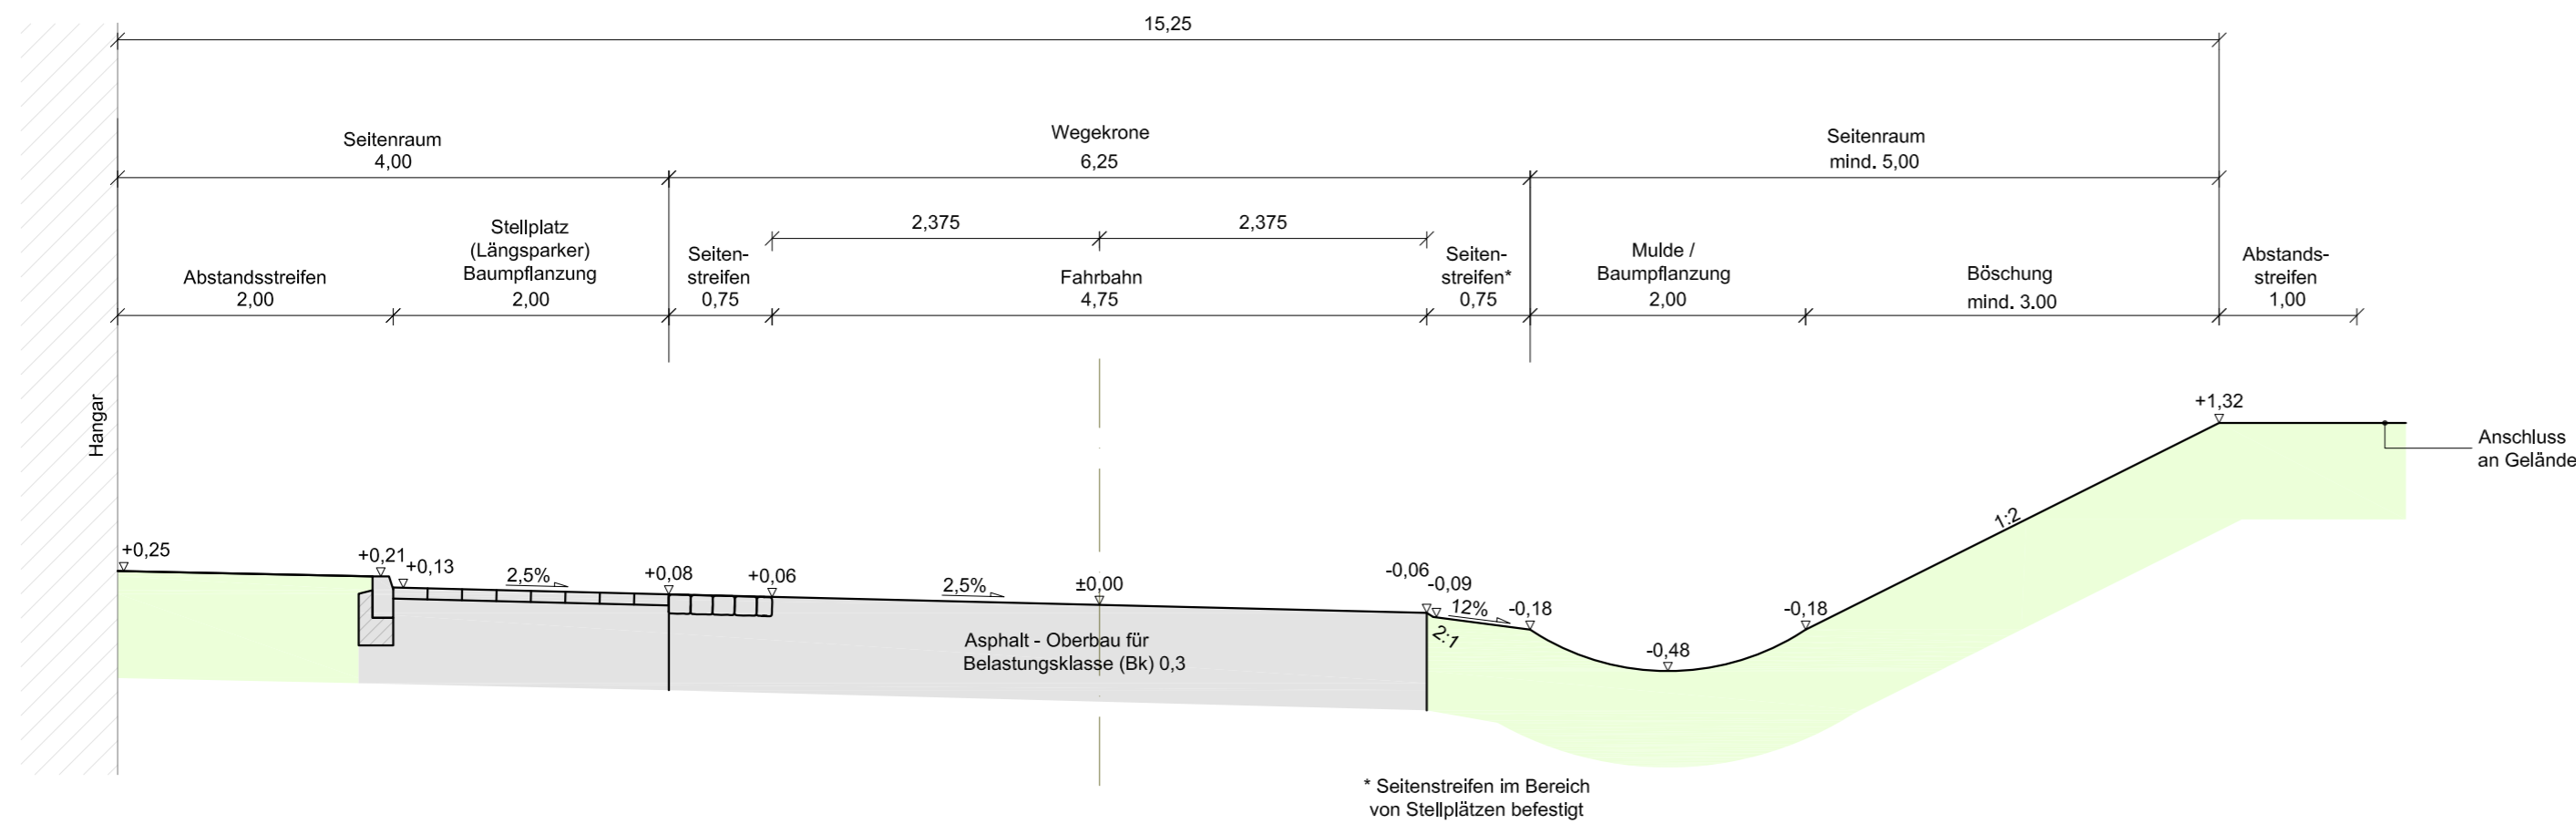 15,25
Seitenraum
4,00
Wegekrone
6,25
Seitenraum
mind. 5,00
2,375
2,375
Abstandsstreifen
2,00
Stellplatz
(Längsparker)
Baumpflanzung
2,00
Seiten-
streifen
0,75
Fahrbahn
4,75
Seiten-
streifen*
0,75
Mulde /
Baumpflanzung
2,00
Böschung
mind. 3.00
Abstands-
streifen
1,00
Hangar
+1,32
Anschluss
an Gelände
1:2
+0,25
+0,21
+0,13
2,5%
+0,08
+0,06
2,5%
±0,00
-0,06
-0,09
12%
2:1
-0,18
-0,48
-0,18
Asphalt - Oberbau für
Belastungsklasse (Bk) 0,3
* Seitenstreifen im Bereich
von Stellplätzen befestigt